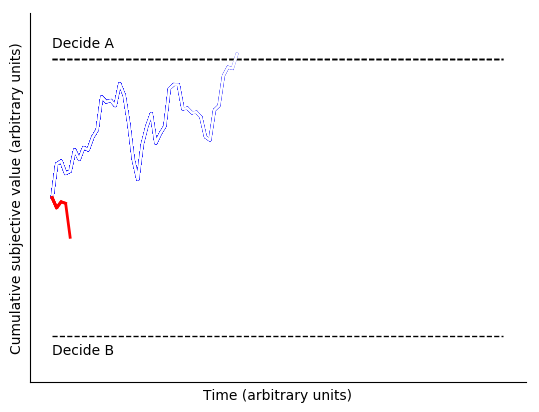 Decide A
Cumulative subjective value (arbitrary units)
Decide B
Time (arbitrary units)